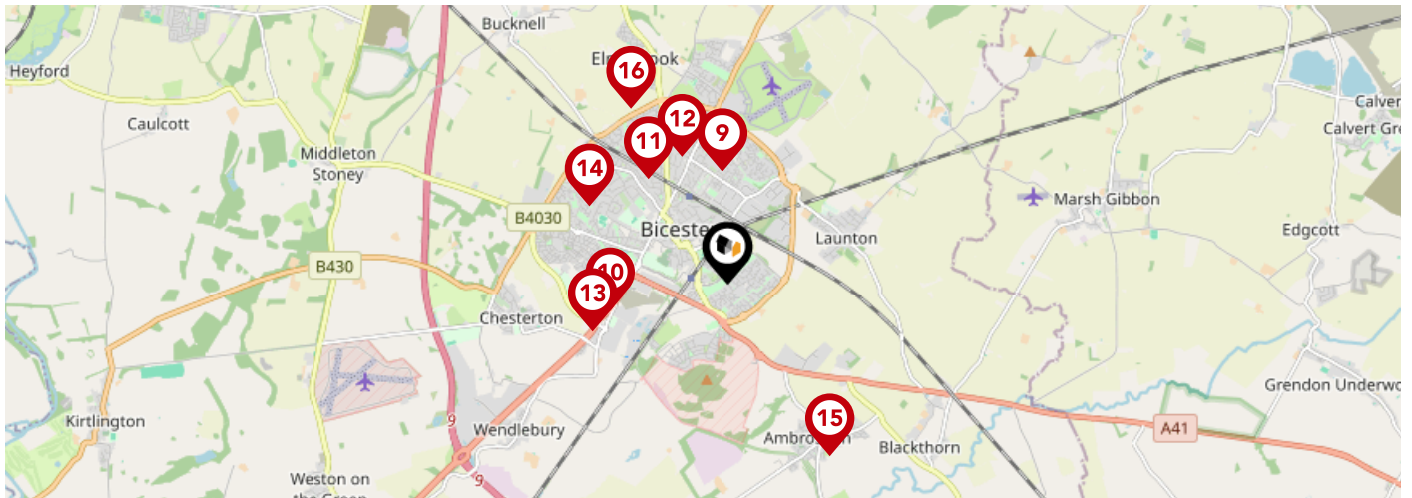 Bucknell
16
Heyford
Caulcott
12
9
11
Calvert Gre
Middleton
Stoney
14
B4030
Marsh Gibbon
Launton
Edgcott
B430
10
13
Chesterton
Grendon Underwo
Kirtlington
9
15
A41
Wendlebury
Blackthorn
9
Weston on